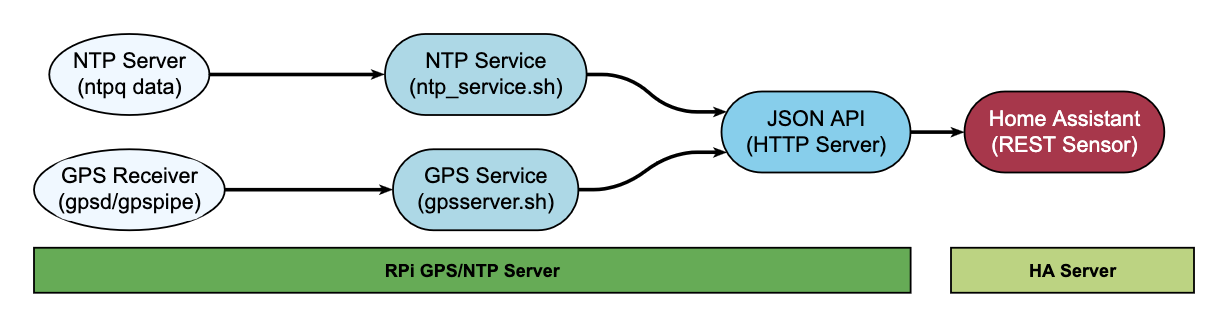 NTP Server
(ntpq data)
NTP Service
(ntp_service.sh)
JSON API
(HTTP Server)
Home Assistant
(REST Sensor)
GPS Receiver
(gpsd/gpspipe)
GPS Service
(gpsserver.sh)
RPi GPS/NTP Server
HA Server